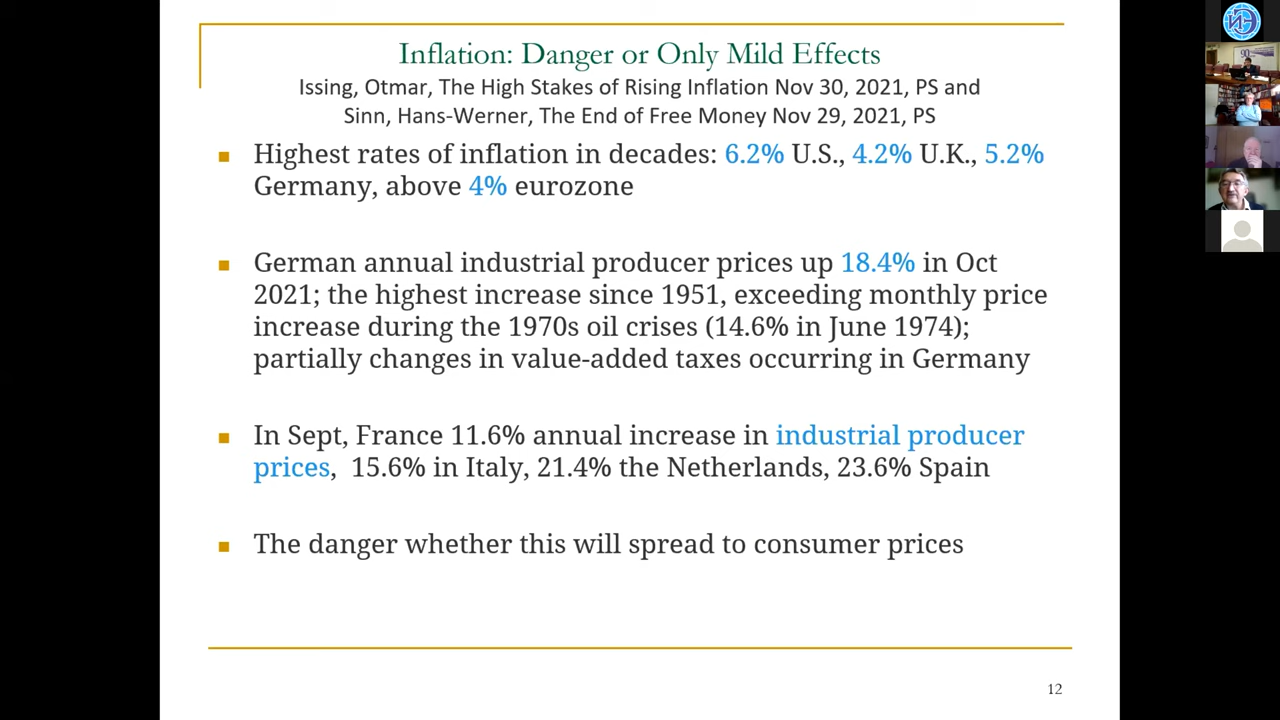 Inflation: Danger or Only Mild Effects
Issing, Otmar, The High Stakes of Rising Inflation Nov 30, 2021, PS and
Sinn, Hans-Werner, The End of Free Money Nov 29, 2021, PS
Highest rates of inflation in decades: 6.2% U.S., 4.2% U.K., 5.2%
Germany, above 4% eurozone
German annual industrial producer prices up 18.4% in Oct
2021; the highest increase since 1951, exceeding monthly price
increase during the 1970s oil crises (14.6% in June 1974);
partially changes in value-added taxes occurring in Germany
In Sept, France 11.6% annual increase in industrial producer
prices, 15.6% in Italy, 21.4% the Netherlands, 23.6% Spain
The danger whether this will spread to consumer prices
12